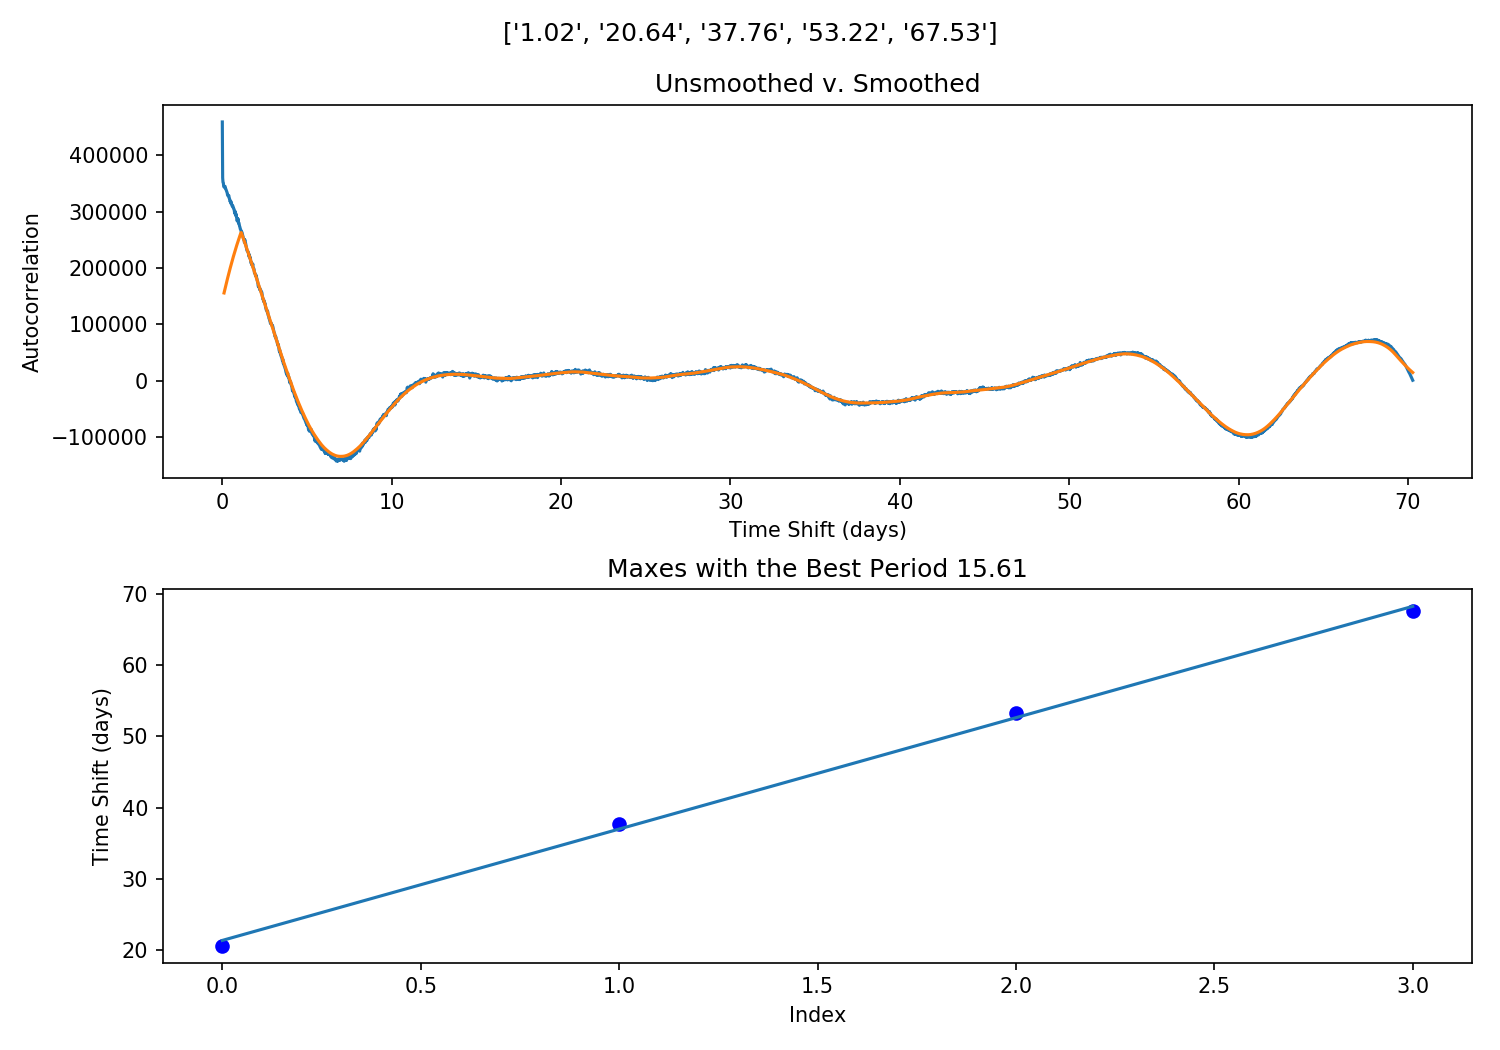 ['1.02', '20.64', '37.76', '53.22', '67.53']
Unsmoothed v. Smoothed
Autocorrelation
400000
300000
200000
100000
0
−100000
0 10 20 30 40 50 60 70
Time Shift (days)
Maxes with the Best Period 15.61
Time Shift (days)
70
60
50
40
30
20
0.0 0.5 1.0 1.5 2.0 2.5 3.0
Index